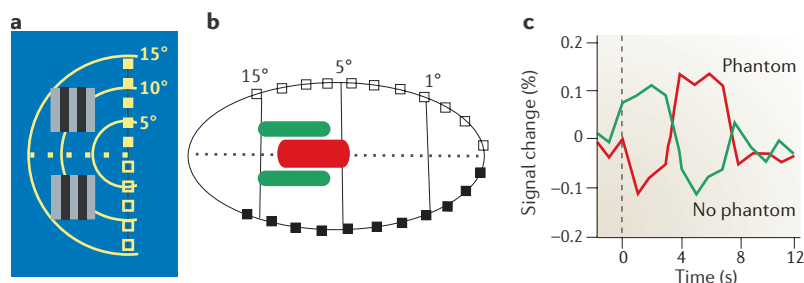 a
15°
10°
5°
b
15°
5°
1°
c
Signal change (%)
0.2
0.1
0
−0.1
−0.2
Phantom
No phantom
0
4
8
12
Time (s)